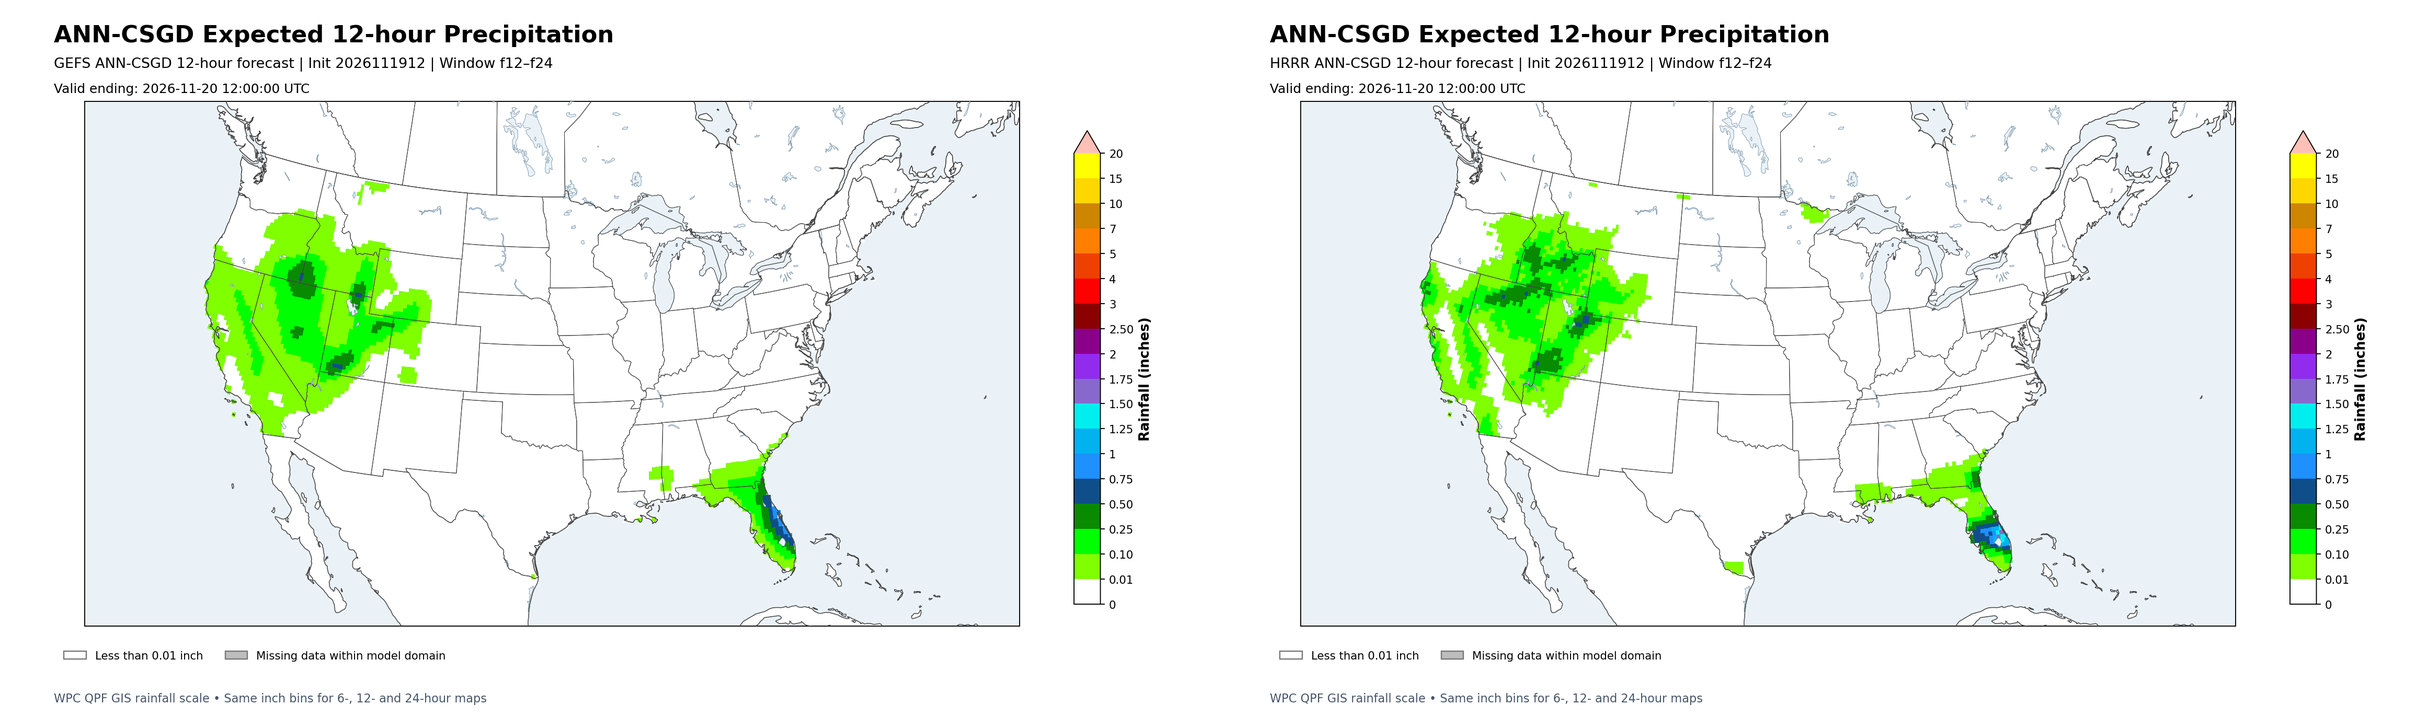 ANN-CSGD Expected 12-hour Precipitation
GEFS ANN-CSGD 12-hour forecast | Init 2026111912 | Window f12–f24
Valid ending: 2026-11-20 12:00:00 UTC
20
15
10
7
5
4
3
2.50
2
1.75
1.50
1.25
1
0.75
0.50
0.25
0.10
0.01
0
Rainfall (inches)
Less than 0.01 inch
Missing data within model domain
WPC QPF GIS rainfall scale • Same inch bins for 6-, 12- and 24-hour maps
ANN-CSGD Expected 12-hour Precipitation
HRRR ANN-CSGD 12-hour forecast | Init 2026111912 | Window f12–f24
Valid ending: 2026-11-20 12:00:00 UTC
20
15
10
7
5
4
3
2.50
2
1.75
1.50
1.25
1
0.75
0.50
0.25
0.10
0.01
0
Rainfall (inches)
Less than 0.01 inch
Missing data within model domain
WPC QPF GIS rainfall scale • Same inch bins for 6-, 12- and 24-hour maps